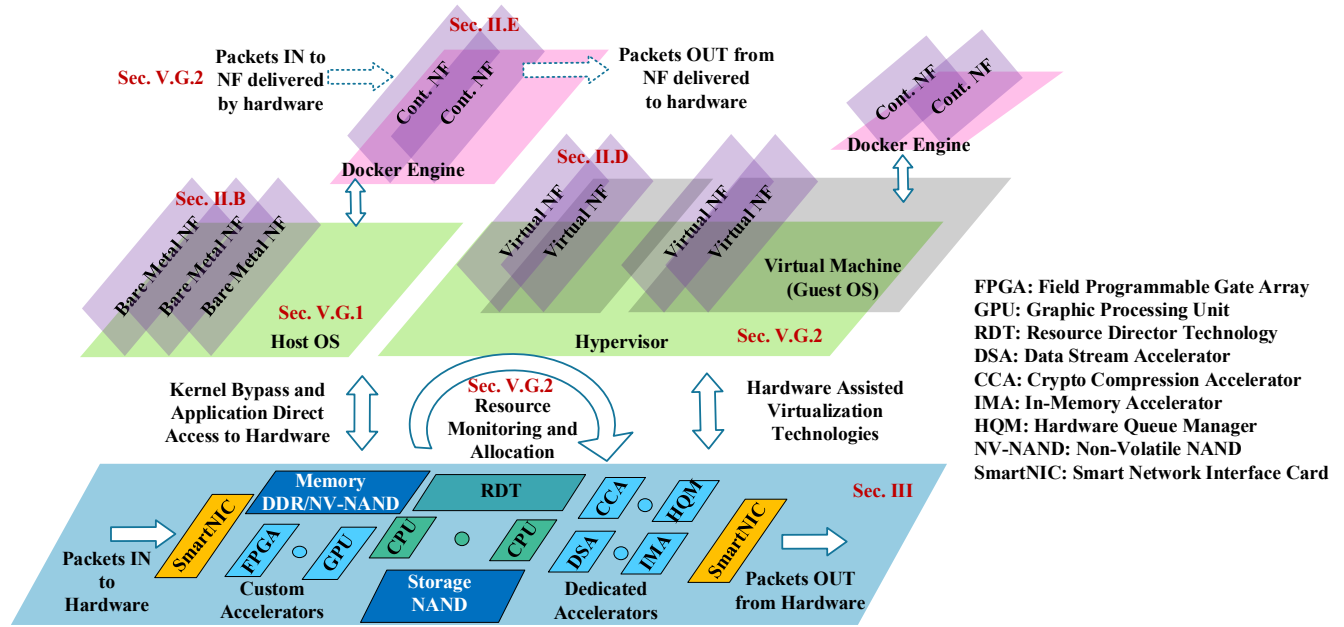 Sec. II.E
Packets IN to
NF delivered
by hardware
Sec. V.G.2
Packets OUT from
NF delivered
to hardware
Cont. NF
Cont. NF
Docker Engine
Cont. NF
Cont. NF
Docker Engine
Sec. II.B
Bare Metal NF
Bare Metal NF
Bare Metal NF
Sec. V.G.1
Host OS
Sec. II.D
Virtual NF
Virtual NF
Virtual NF
Virtual NF
Virtual Machine
(Guest OS)
Sec. V.G.2
Hypervisor
Kernel Bypass and
Application Direct
Access to Hardware
Sec. V.G.2
Resource
Monitoring and
Allocation
Hardware Assisted
Virtualization
Technologies
FPGA: Field Programmable Gate Array
GPU: Graphic Processing Unit
RDT: Resource Director Technology
DSA: Data Stream Accelerator
CCA: Crypto Compression Accelerator
IMA: In-Memory Accelerator
HQM: Hardware Queue Manager
NV-NAND: Non-Volatile NAND
SmartNIC: Smart Network Interface Card
Sec. III
Packets IN
to
Hardware
SmartNIC
Memory
DDR/NV-NAND
RDT
FPGA
GPU
Custom
Accelerators
CPU
CPU
Storage
NAND
CCA
HQM
DSA
IMA
Dedicated
Accelerators
SmartNIC
Packets OUT
from Hardware